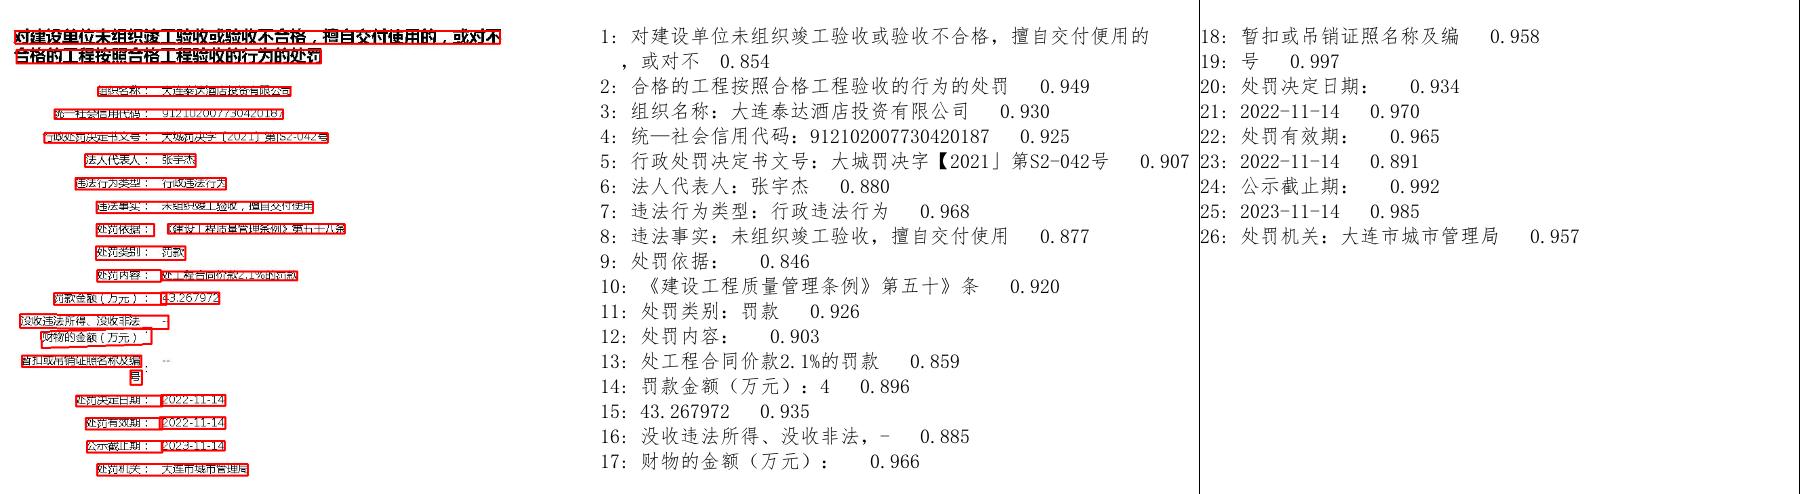 对建设单位未组织竣工验收或验收不合格，擅自交付使用的，或对不
合格的工程按照合格工程验收的行为的处罚
组织名称： 大连泰达酒店投资有限公司
统一社会信用代码： 912102007730420187
行政处罚决定书文号： 大城罚决字〔2021〕第S2-042号
法人代表人： 张宇杰
违法行为类型： 行政违法行为
违法事实： 未组织竣工验收，擅自交付使用
处罚依据： 《建设工程质量管理条例》第五十八条
处罚类别： 罚款
处罚内容： 处工程合同价款2.1%的罚款
罚款金额（万元）： 43.267972
没收违法所得、没收非法 -
财物的金额（万元）：
暂扣或吊销证照名称及编 --
号：
处罚决定日期： 2022-11-14
处罚有效期： 2022-11-14
公示截止期： 2023-11-14
处罚机关： 大连市城市管理局
1: 对建设单位未组织竣工验收或验收不合格，擅自交付便用的
，或对不 0.854
2: 合格的工程按照合格工程验收的行为的处罚 0.949
3: 组织名称：大连泰达酒店投资有限公司 0.930
4: 统—社会信用代码：912102007730420187 0.925
5: 行政处罚决定书文号：大城罚决字【2021」第S2-042号 0.907
6: 法人代表人：张宇杰 0.880
7: 违法行为类型：行政违法行为 0.968
8: 违法事实：未组织竣工验收，擅自交付使用 0.877
9: 处罚依据： 0.846
10: 《建设工程质量管理条例》第五十》条 0.920
11: 处罚类别：罚款 0.926
12: 处罚内容： 0.903
13: 处工程合同价款2.1%的罚款 0.859
14: 罚款金额（万元）：4 0.896
15: 43.267972 0.935
16: 没收违法所得、没收非法，- 0.885
17: 财物的金额（万元）： 0.966
18: 暂扣或吊销证照名称及编 0.958
19: 号 0.997
20: 处罚决定日期： 0.934
21: 2022-11-14 0.970
22: 处罚有效期： 0.965
23: 2022-11-14 0.891
24: 公示截止期： 0.992
25: 2023-11-14 0.985
26: 处罚机关：大连市城市管理局 0.957